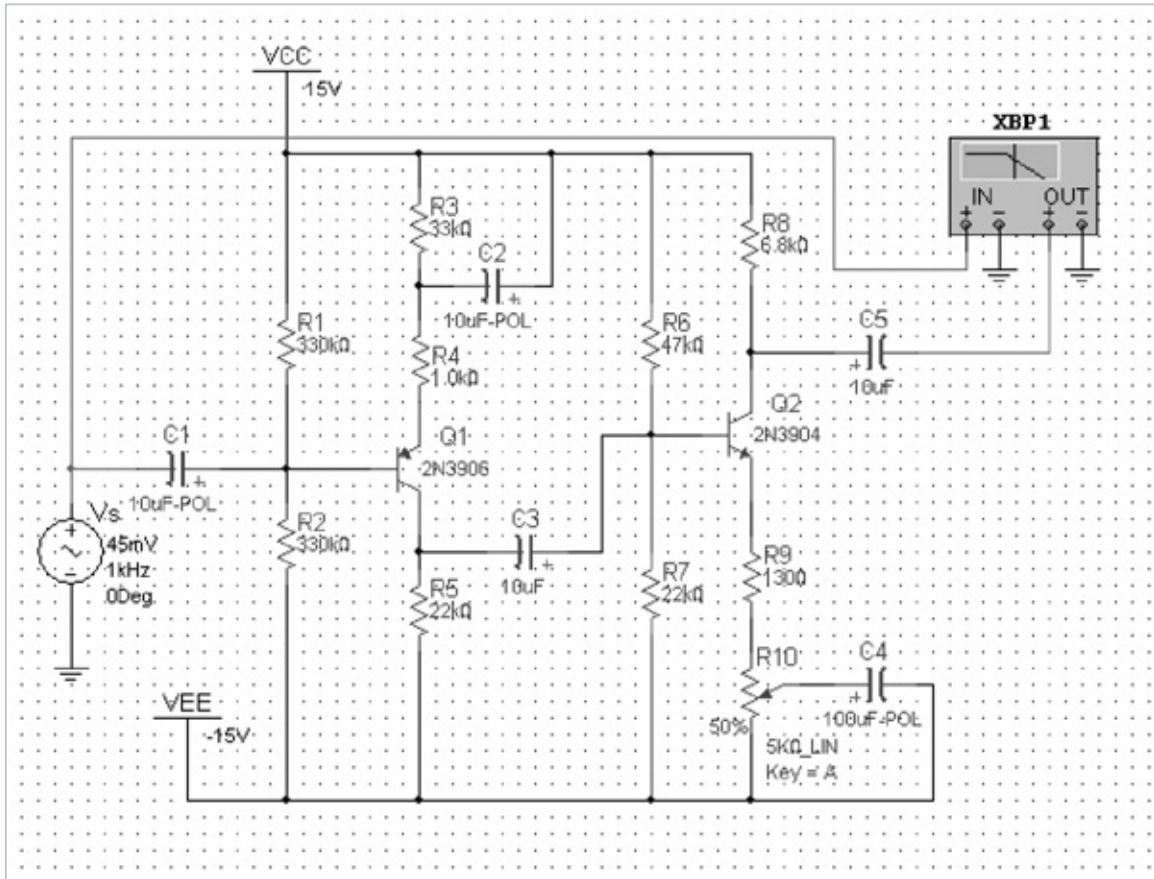 VCC
15V
XBP1
IN
OUT
R3
33kΩ
R8
6.8kΩ
C2
10uF-POL
R1
330kΩ
R6
47kΩ
C5
10uF
R4
1.0kΩ
Q1
2N3906
Q2
2N3904
C1
10uF-POL
Vs
45mV
1kHz
0Deg
R2
330kΩ
C3
10uF
R5
22kΩ
R7
22kΩ
R9
130Ω
R10
50%
5KΩ_LIN
Key = A
C4
100uF-POL
VEE
-15V